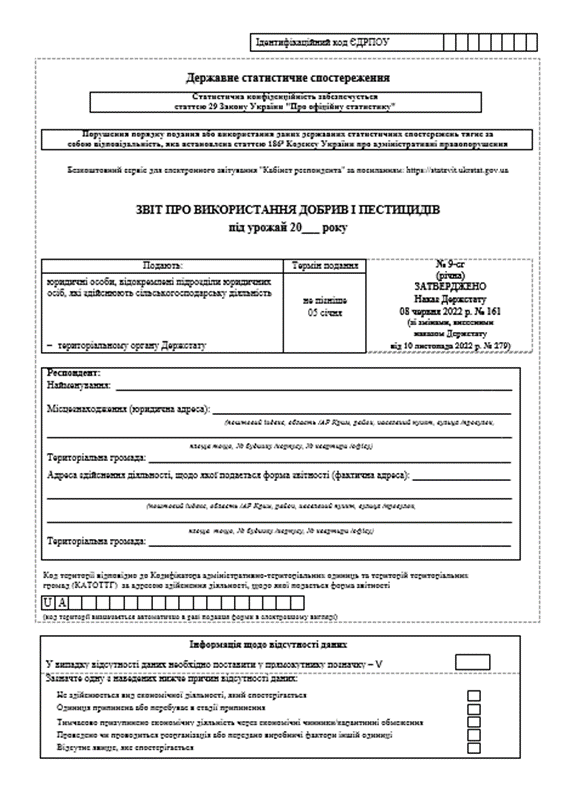 Ідентифікаційний код ЄДРПОУ
Державне статистичне спостереження
Статистична конфіденційність забезпечується
статтею 29 Закону України "Про офіційну статистику"
Порушення порядку подання або використання даних державних статистичних спостережень тягне за
собою відповідальність, яка встановлена статтею 186³ Кодексу України про адміністративні правопорушення
Безкоштовний сервіс для електронного звітування "Кабінет респондента" за посиланням: https://statzvit.ukrstat.gov.ua
ЗВІТ ПРО ВИКОРИСТАННЯ ДОБРИВ І ПЕСТИЦИДІВ
під урожай 20___ року
Подають:
Термін подання
юридичні особи, відокремлені підрозділи юридичних
осіб, які здійснюють сільськогосподарську діяльність
– територіальному органу Держстату
не пізніше
05 січня
№ 9-сг
(річна)
ЗАТВЕРДЖЕНО
Наказ Держстату
08 червня 2022 р. № 161
(зі змінами, внесеними
наказом Держстату
від 10 листопада 2022 р. № 279)
Респондент:
Найменування:
Місцезнаходження (юридична адреса):
(поштовий індекс, область /АР Крим, район, населений пункт, вулиця /провулок,
площа тощо, № будинку /корпусу, № квартири /офісу)
Територіальна громада:
Адреса здійснення діяльності, щодо якої подається форма звітності (фактична адреса):
(поштовий індекс, область /АР Крим, район, населений пункт, вулиця /провулок,
площа тощо, № будинку /корпусу, № квартири /офісу)
Територіальна громада:
Код території відповідно до Кодифікатора адміністративно-територіальних одиниць та територій територіальних
громад (КАТОТТГ) за адресою здійснення діяльності, щодо якої подається форма звітності
U A
(код території визначається автоматично в разі подання форми в електронному вигляді)
Інформація щодо відсутності даних
У випадку відсутності даних необхідно поставити у прямокутнику позначку – V
Зазначте одну з наведених нижче причин відсутності даних:
Не здійснюється вид економічної діяльності, який спостерігається
Одиниця припинена або перебуває в стадії припинення
Тимчасово призупинено економічну діяльність через економічні чинники/карантинні обмеження
Проведено чи проводиться реорганізація або передано виробничі фактори іншій одиниці
Відсутнє явище, яке спостерігається